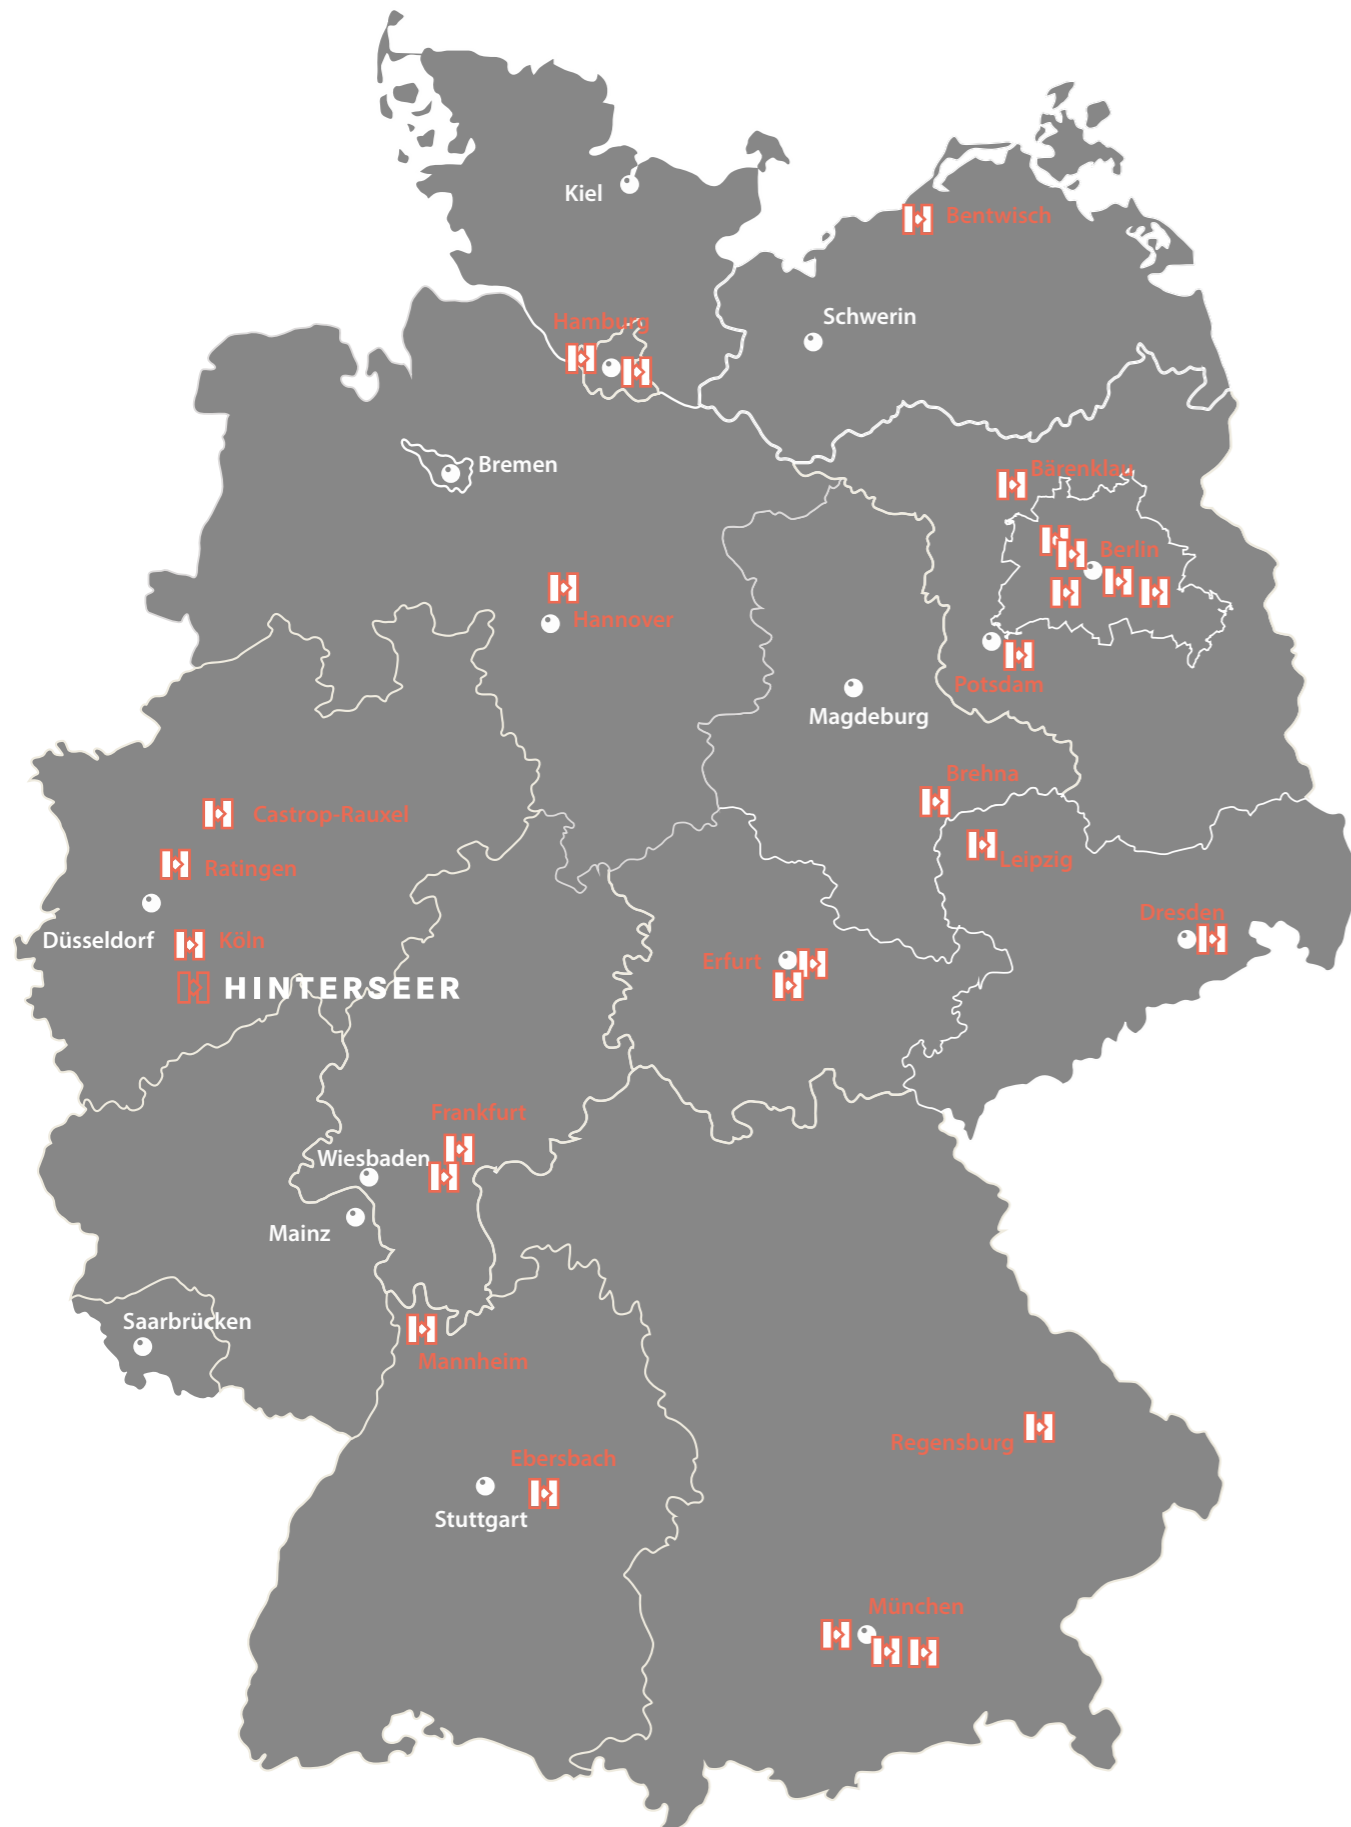 Kiel
Bentwisch
Schwerin
Hamburg
Bremen
Bärenklau
Berlin
Hannover
Potsdam
Magdeburg
Brehna
Castrop-Rauxel
Leipzig
Ratingen
Dresden
Düsseldorf
Köln
Erfurt
HINTERSEER
Frankfurt
Wiesbaden
Mainz
Saarbrücken
Mannheim
Regensburg
Ebersbach
Stuttgart
München